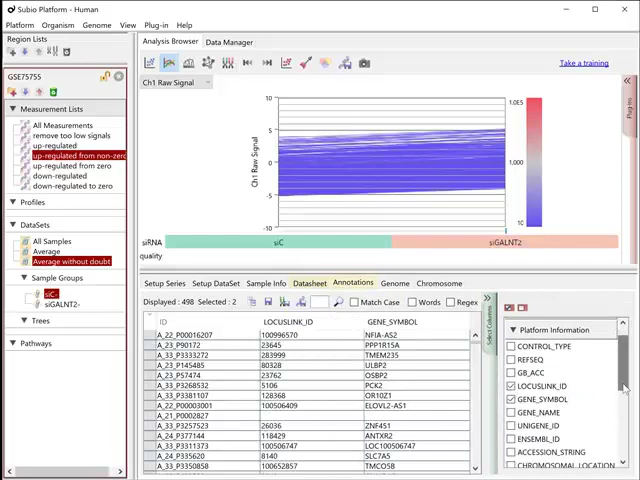 Subio Platform - Human
Platform Organism Genome View Plug-in Help
Region Lists
GSE75755
Measurement Lists
All Measurements
remove too low signals
up-regulated
up-regulated from non-zero
up-regulated from zero
down-regulated
down-regulated to zero
Profiles
DataSets
All Samples
Average
Average without doubt
Sample Groups
siC-
siGALNT2-
Trees
Pathways
Analysis Browser Data Manager
Take a training
Ch1 Raw Signal
Plug-ins
10
5
0
-5
-10
Ch1 Raw Signal
1.0E5
1,000
10
siRNA siC siGALNT2
quality
Setup Series Setup DataSet Sample Info Datasheet Annotations Genome Chromosome
Displayed : 498 Selected : 2 Match Case Words Regex
Select Columns
ID LOCUSLINK_ID GENE_SYMBOL
A_22_P00016207 100996570 NFIA-AS2
A_23_P90172 23645 PPP1R15A
A_33_P3333272 283999 TMEM235
A_23_P145485 80328 ULBP2
A_23_P57474 23762 OSBP2
A_33_P3268532 5106 PCK2
A_33_P3381107 128368 OR10Z1
A_22_P00003001 100506409 ELOVL2-AS1
A_21_P0002827
A_33_P3257523 26036 ZNF451
A_24_P377144 118429 ANTXR2
A_33_P3311373 100506747 LOC100506747
A_24_P335620 8140 SLC7A5
A_33_P3350858 100652857 TMCO5B
Platform Information
CONTROL_TYPE
REFSEQ
GB_ACC
LOCUSLINK_ID
GENE_SYMBOL
GENE_NAME
UNIGENE_ID
ENSEMBL_ID
ACCESSION_STRING
CHROMOSOMAL_LOCATION